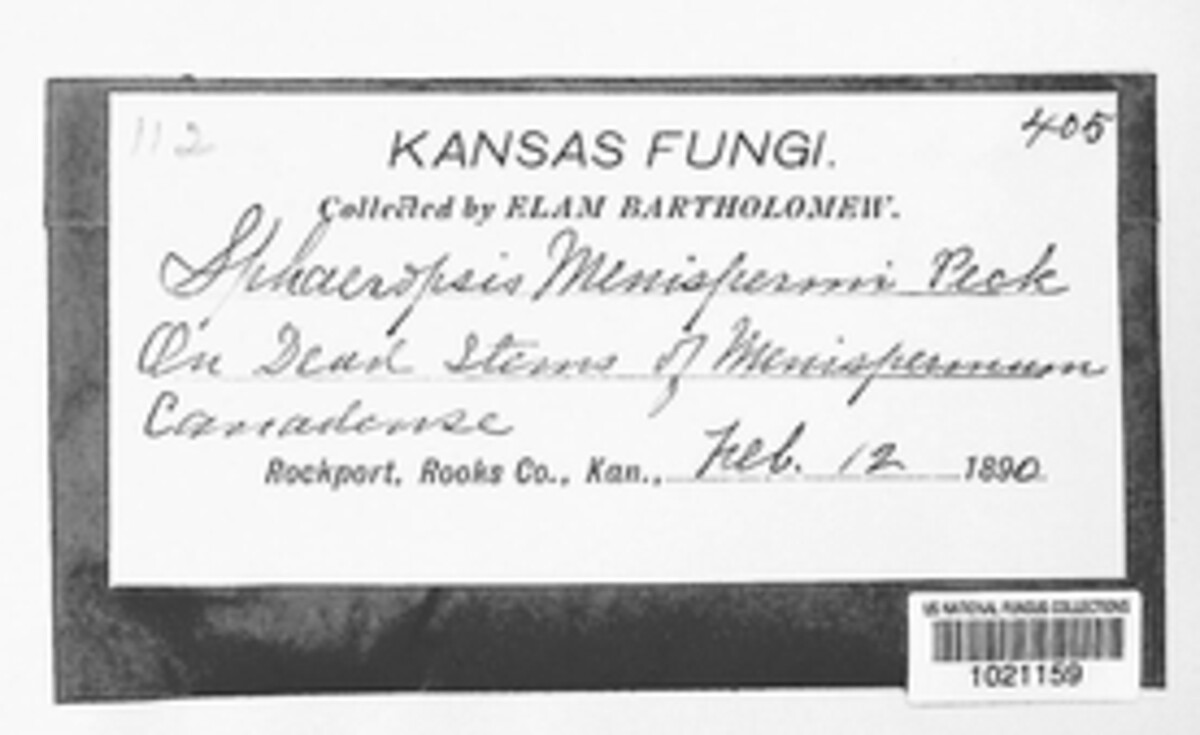 112
405
KANSAS FUNGI.
Collected by ELAM BARTHOLOMEW.
Sphaeropsis Menispermi Peck
On Dead Stems of Menispermum
Canadense
Rockport, Rooks Co., Kan., Feb. 12 1890
US NATIONAL FUNGUS COLLECTIONS
1021159